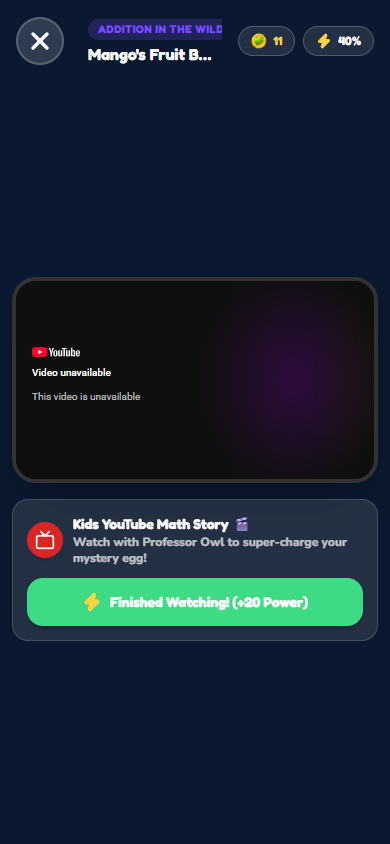 ADDITION IN THE WILD
Mango's Fruit B...
11
40%
YouTube
Video unavailable
This video is unavailable
Kids YouTube Math Story 🎬
Watch with Professor Owl to super-charge your
mystery egg!
Finished Watching! (+20 Power)